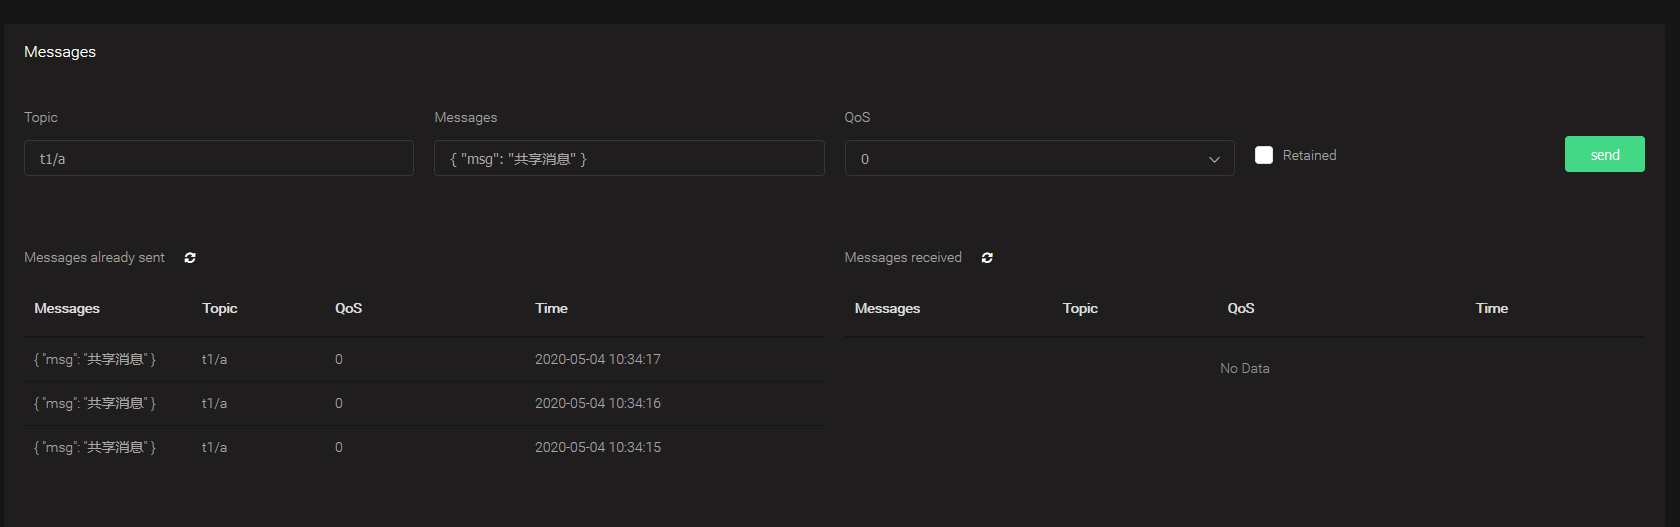 Messages
Topic Messages QoS
t1/a { "msg": "共享消息" } 0 Retained send
Messages already sent Messages received
Messages Topic QoS Time Messages Topic QoS Time
{ "msg": "共享消息" } t1/a 0 2020-05-04 10:34:17
No Data
{ "msg": "共享消息" } t1/a 0 2020-05-04 10:34:16
{ "msg": "共享消息" } t1/a 0 2020-05-04 10:34:15